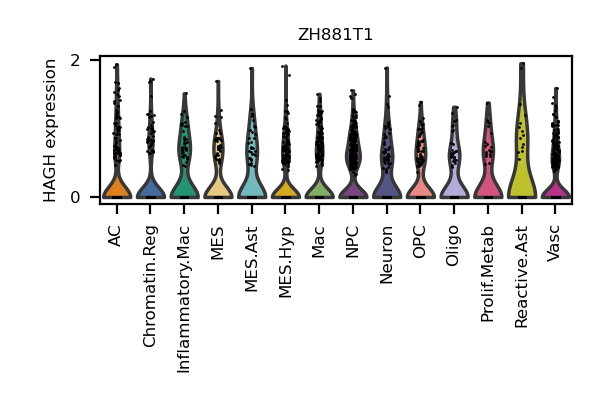 ZH881T1
HAGH expression
2
0
AC
Chromatin.Reg
Inflammatory.Mac
MES
MES.Ast
MES.Hyp
Mac
NPC
Neuron
OPC
Oligo
Prolif.Metab
Reactive.Ast
Vasc